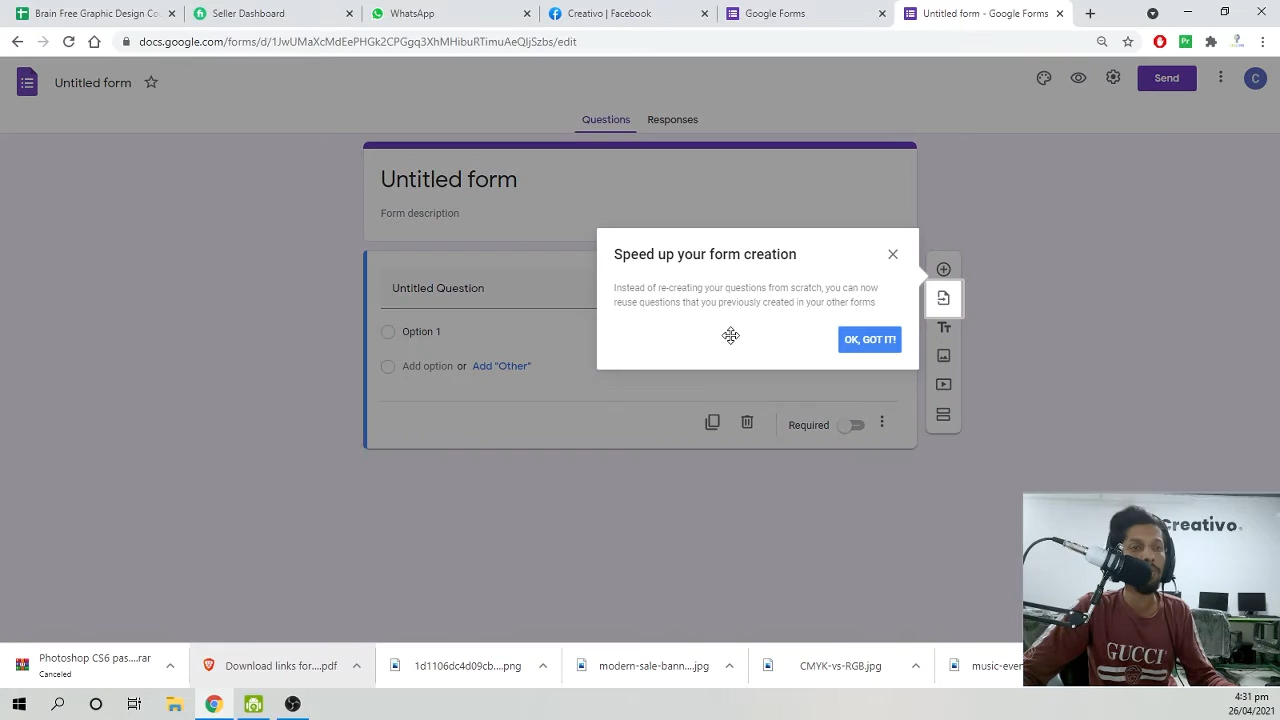 Brain Free Graphic Design Co
Seller Dashboard
WhatsApp
Creativo | Facebook
Google Forms
Untitled form - Google Forms
docs.google.com/forms/d/1JwUMaXcMdEePHGk2CPGgq3XhMHibuRTimuAeQIjSzbs/edit
Untitled form
Send
C
Questions
Responses
Untitled form
Form description
Speed up your form creation
Instead of re-creating your questions from scratch, you can now
reuse questions that you previously created in your other forms
OK, GOT IT!
Untitled Question
Option 1
Add option or Add "Other"
Tт
Required
Creativo.
GUCCI
Photoshop CS6 pas....rar
Canceled
Download links for....pdf
1d1106dc4d09cb....png
modern-sale-bann....jpg
CMYK-vs-RGB.jpg
music-even
4:31 pm
26/04/2021